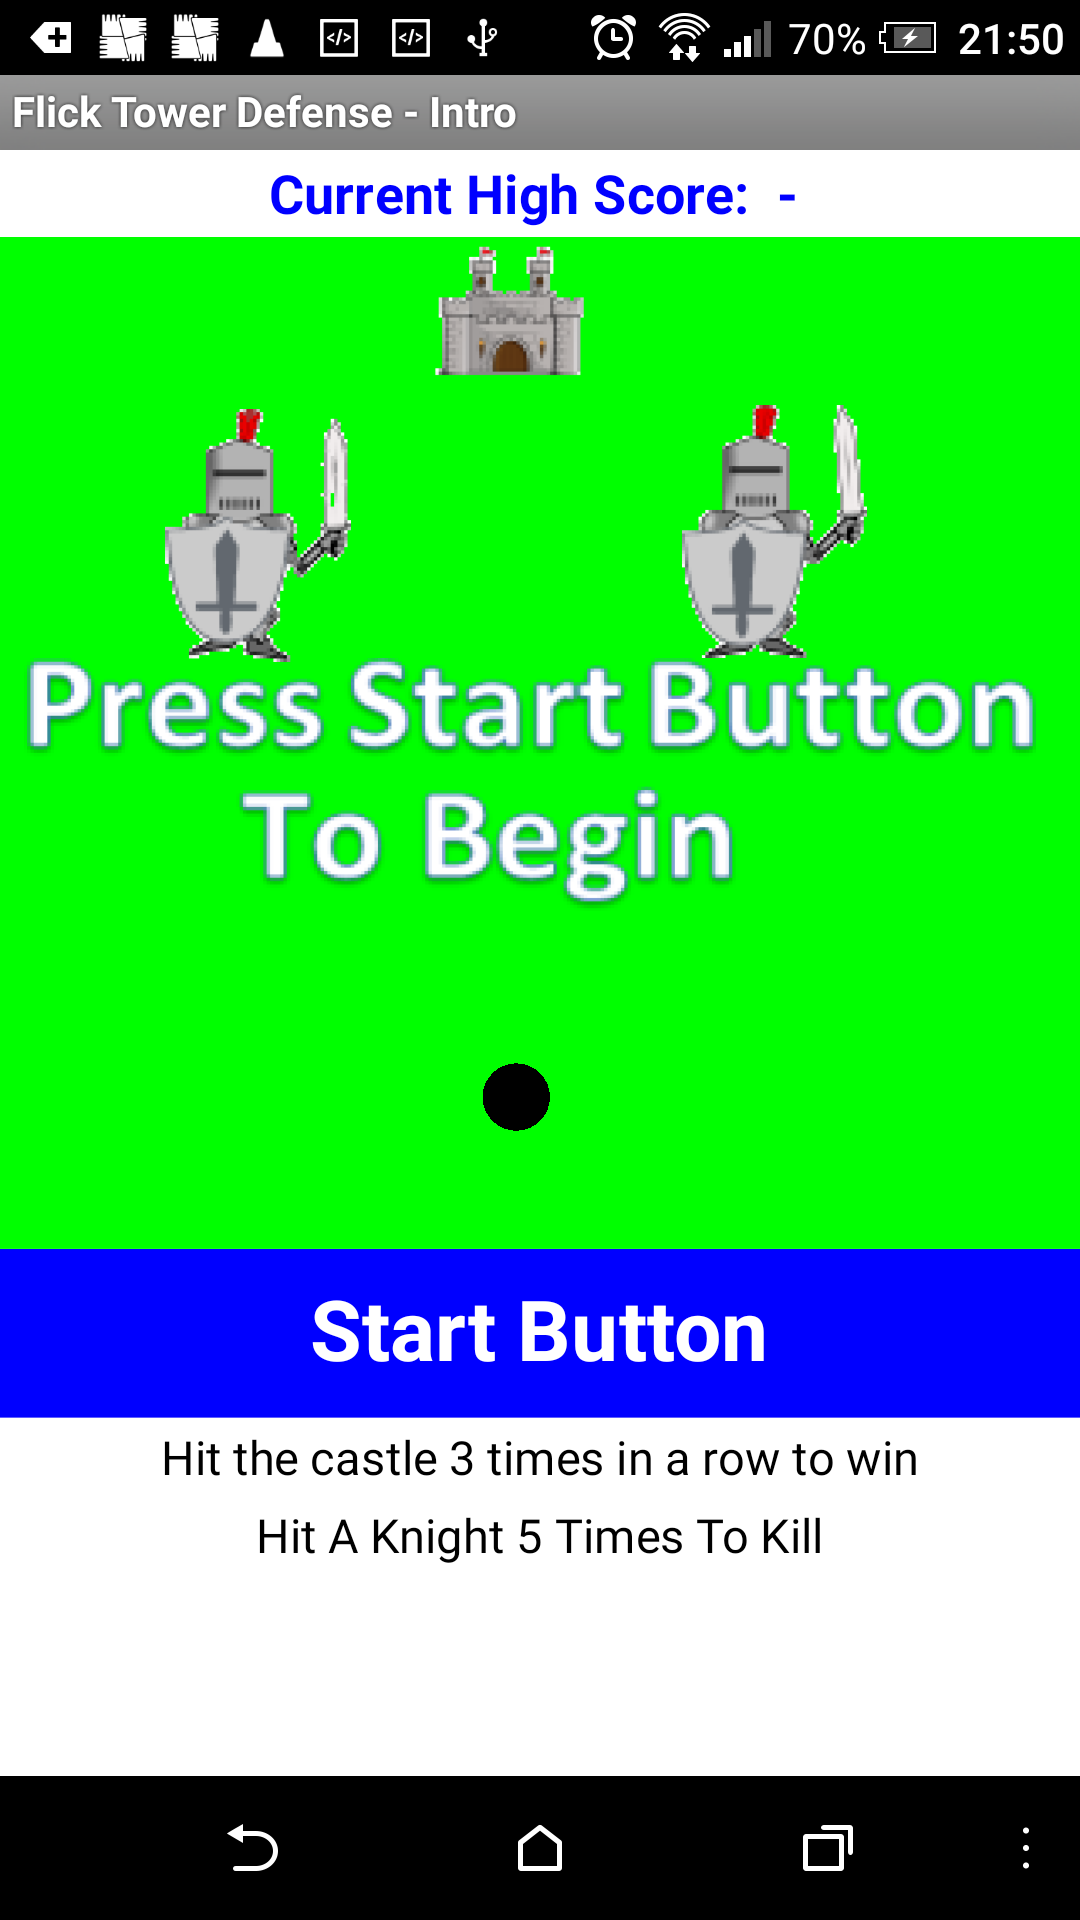 70% 21:50
Flick Tower Defense - Intro
Current High Score: -
Press Start Button
To Begin
Start Button
Hit the castle 3 times in a row to win
Hit A Knight 5 Times To Kill